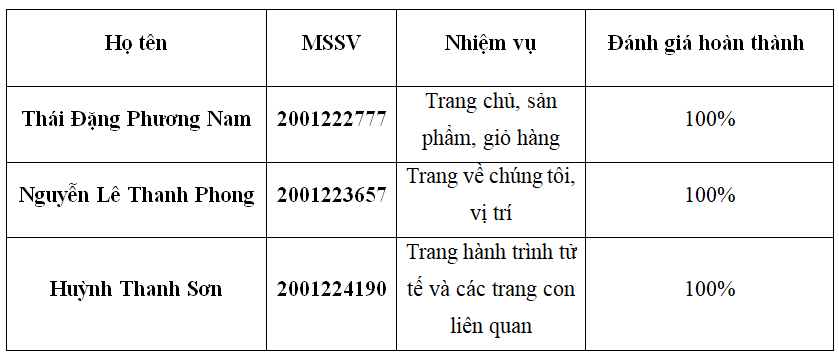 Họ tên MSSV Nhiệm vụ Đánh giá hoàn thành
Thái Đặng Phương Nam 2001222777 Trang chủ, sản phẩm, giỏ hàng 100%
Nguyễn Lê Thanh Phong 2001223657 Trang về chúng tôi, vị trí 100%
Huỳnh Thanh Sơn 2001224190 Trang hành trình tử tế và các trang con liên quan 100%